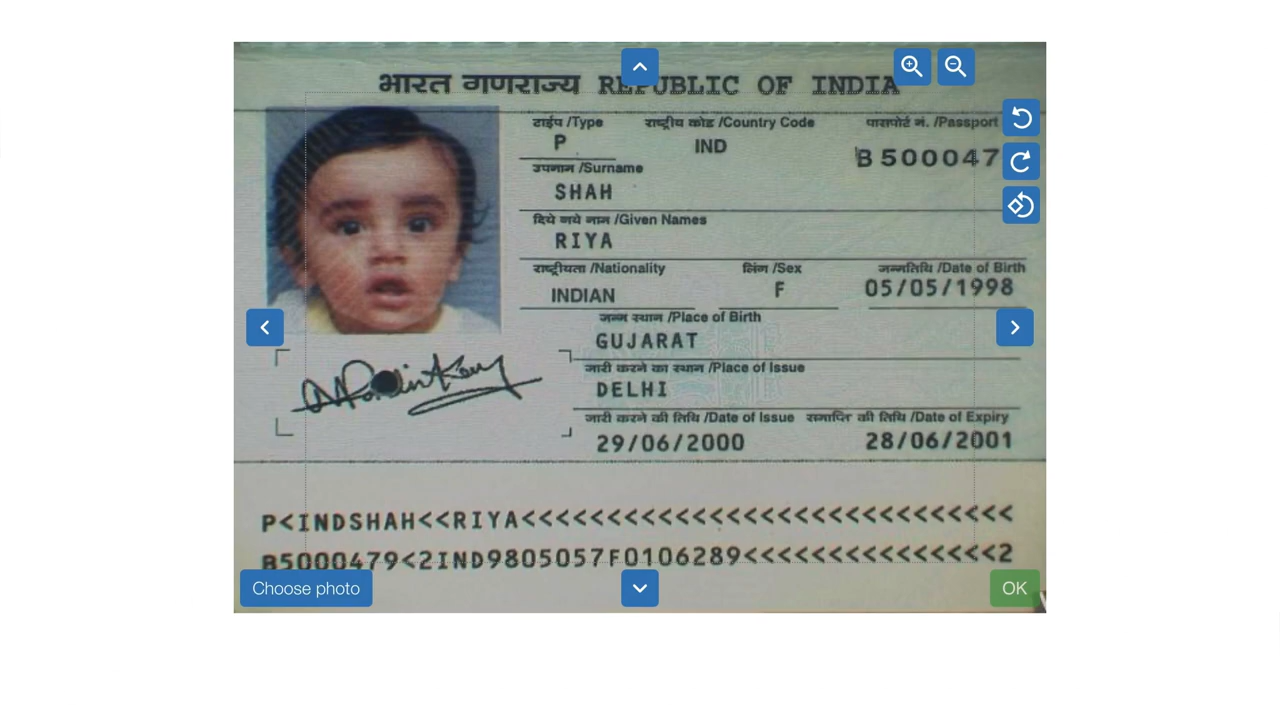 भारत गणराज्य REPUBLIC OF INDIA
टाईप /Type राष्ट्रीय कोड /Country Code पासपोर्ट नं. /Passport
P IND B500047
उपनाम /Surname
SHAH
दिये गये नाम /Given Names
RIYA
राष्ट्रीयता /Nationality लिंग /Sex जन्मतिथि /Date of Birth
INDIAN F 05/05/1998
जन्म स्थान /Place of Birth
GUJARAT
जारी करने का स्थान /Place of Issue
DELHI
जारी करने की तिथि /Date of Issue समाप्ति की तिथि /Date of Expiry
29/06/2000 28/06/2001
P<INDSHAH<<RIYA<<<<<<<<<<<<<<<<<<<<<<<<<<<<<
B5000479<2IND9805057F0106289<<<<<<<<<<<<<<<2
Choose photo OK